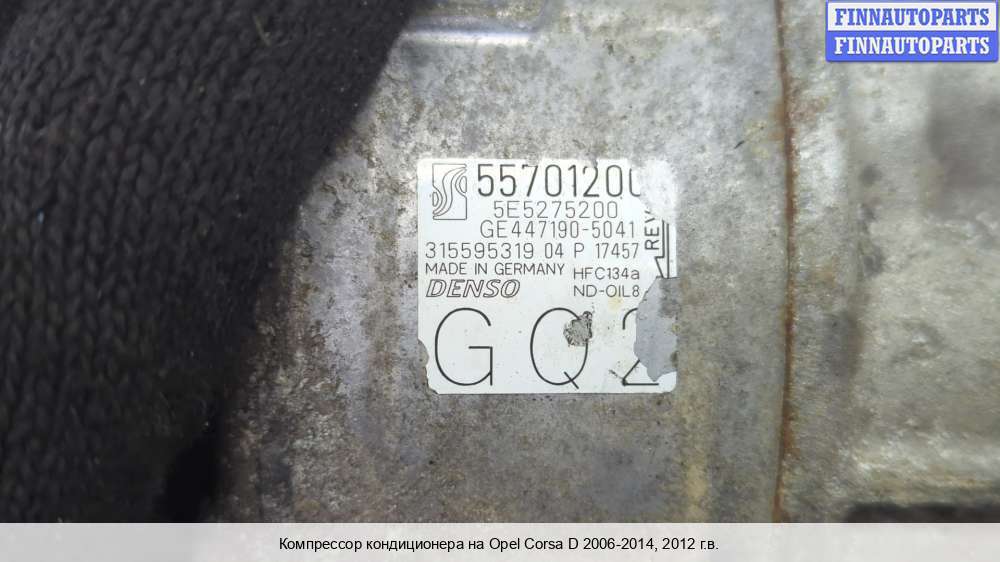 FINNAUTOPARTS
FINNAUTOPARTS
55701200
5E5275200
GE447190-5041
315595319 04 P 17457
REV
MADE IN GERMANY HFC134a
DENSO ND-OIL8
GQ2
Компрессор кондиционера на Opel Corsa D 2006-2014, 2012 г.в.